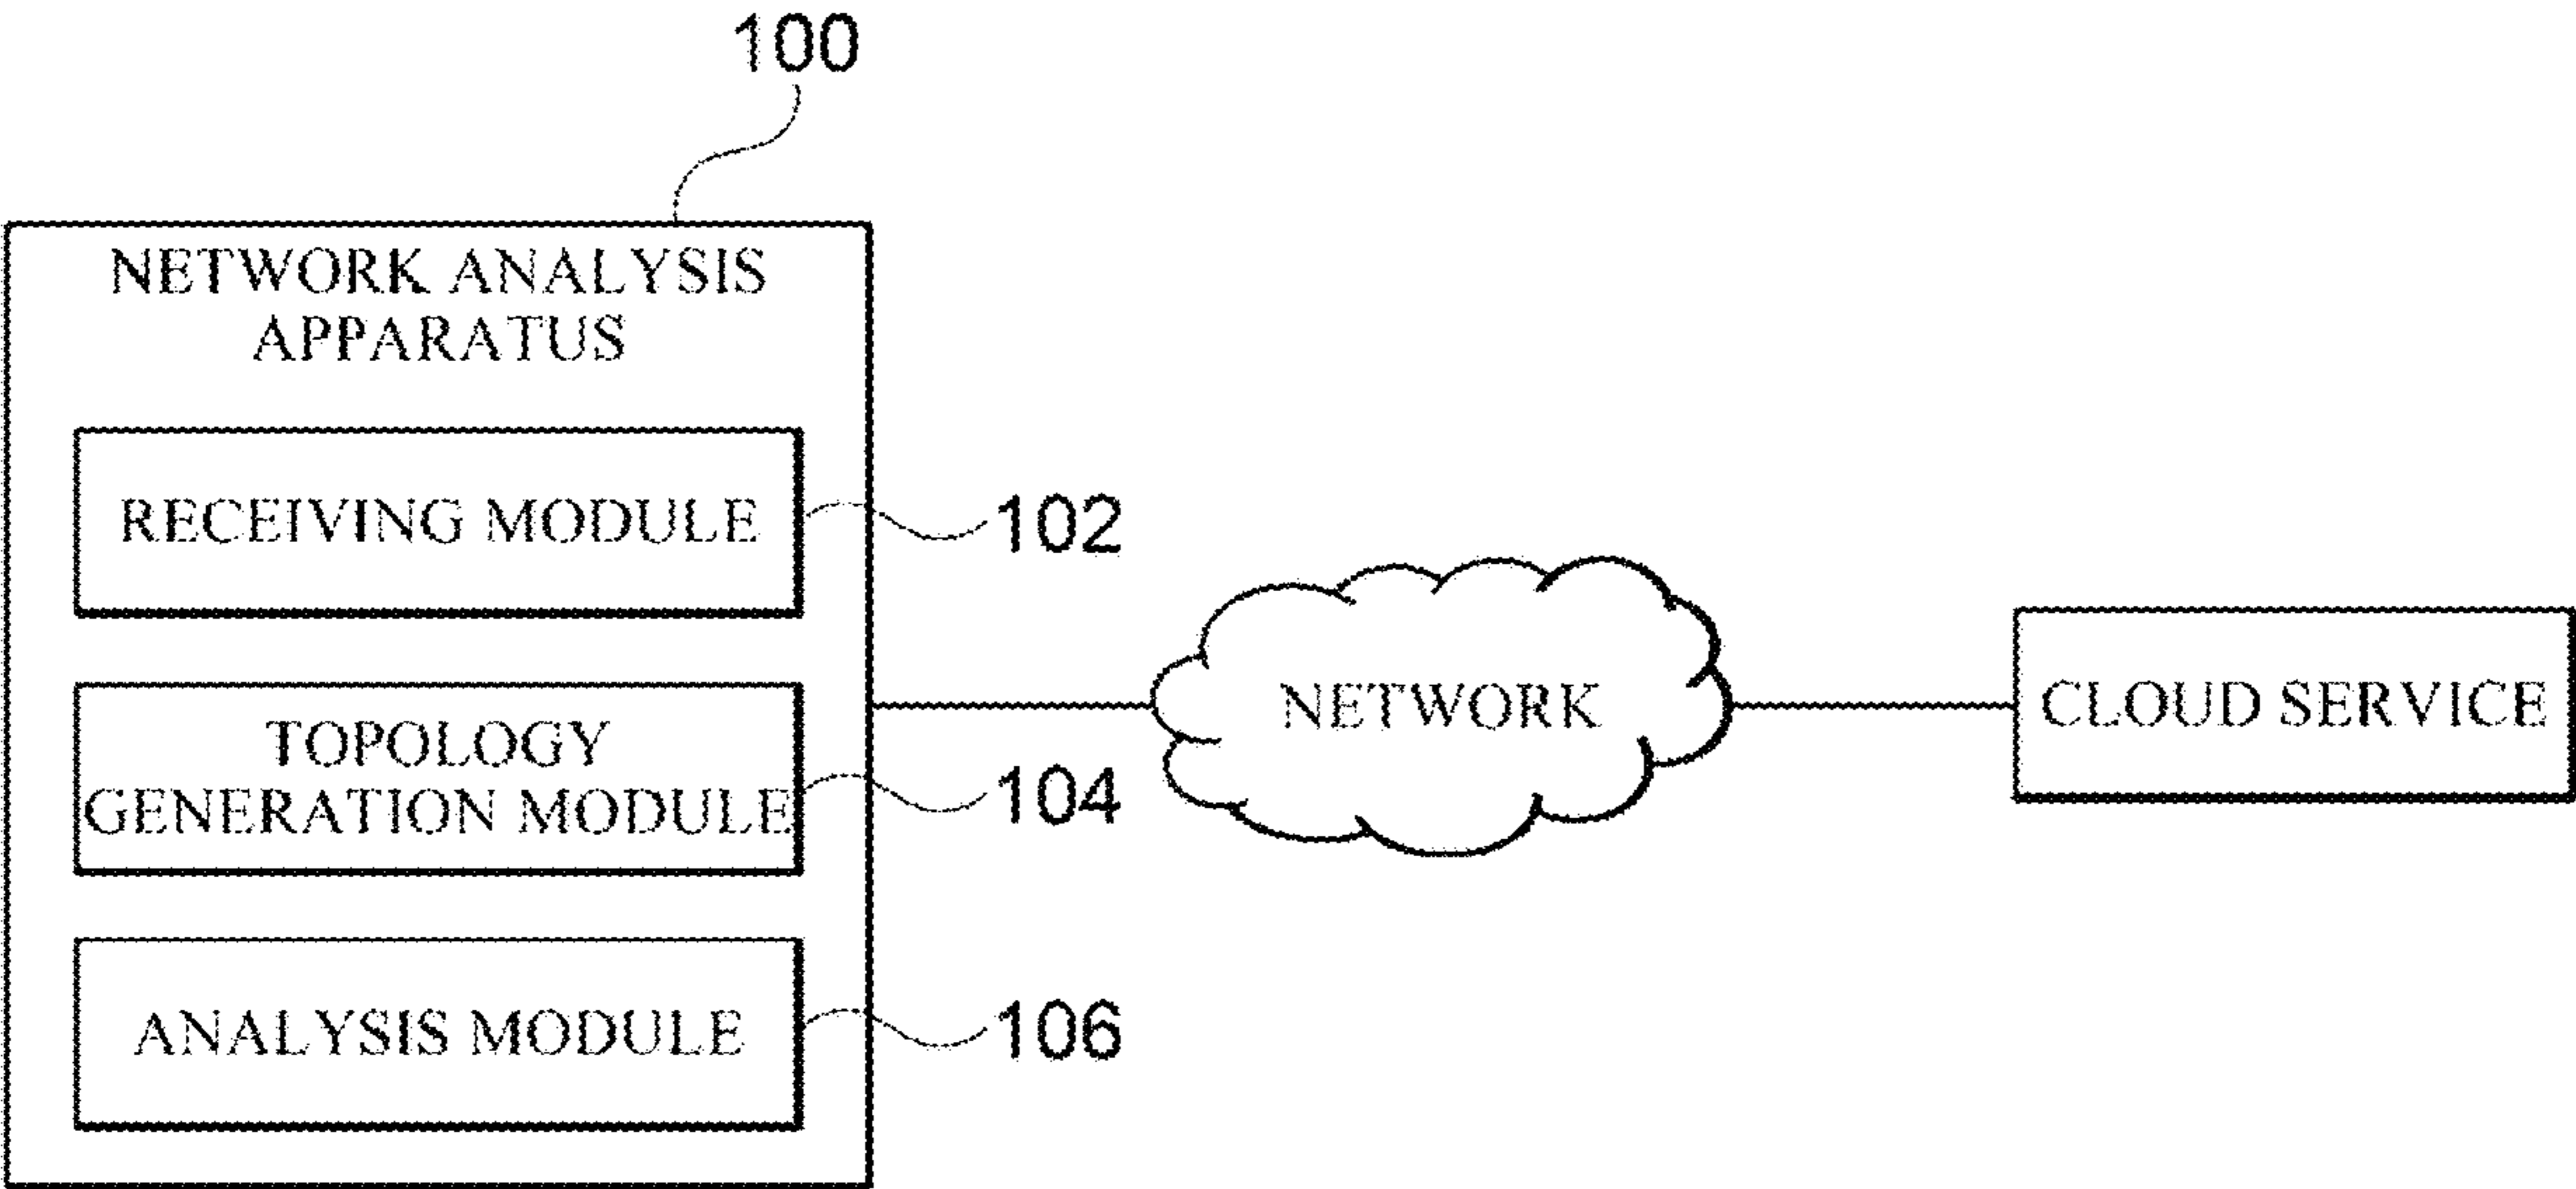 100
NETWORK ANALYSIS
APPARATUS
RECEIVING MODULE
102
TOPOLOGY
GENERATION MODULE
104
ANALYSIS MODULE
106
NETWORK
CLOUD SERVICE